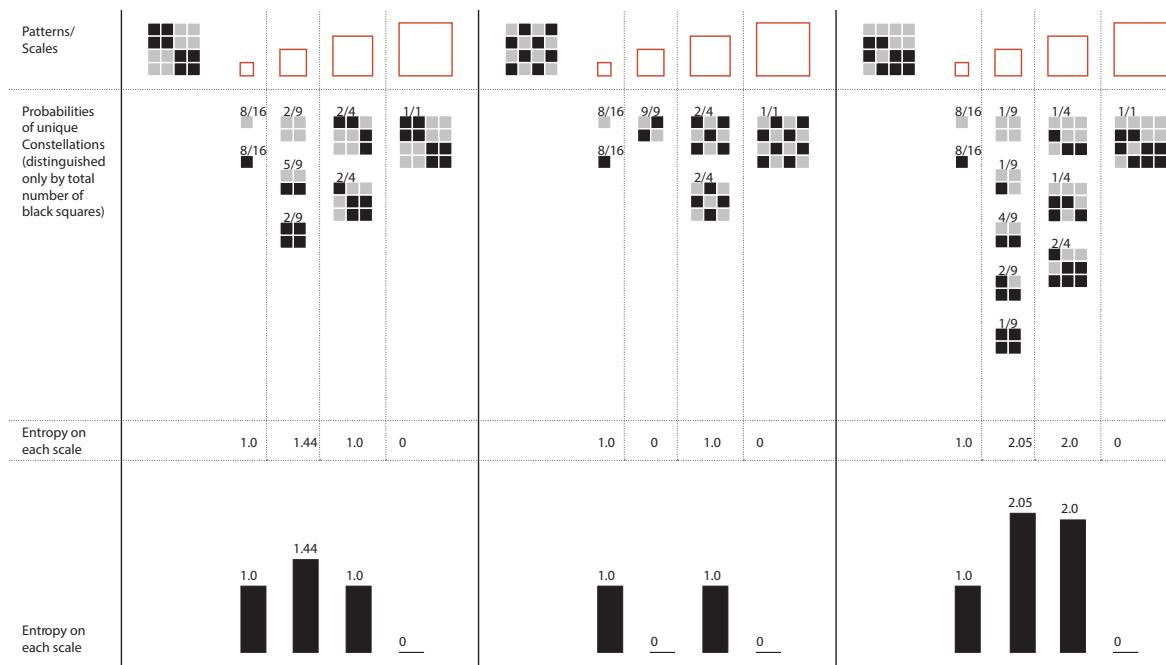 Patterns/
Scales
Probabilities
of unique
Constellations
(distinguished
only by total
number of
black squares)
8/16 2/9 2/4 1/1
8/16
5/9
2/4
2/9
8/16 9/9 2/4 1/1
8/16
2/4
8/16 1/9 1/4 1/1
8/16
1/9
1/4
4/9
2/4
2/9
1/9
Entropy on
each scale
1.0 1.44 1.0 0
1.0 0 1.0 0
1.0 2.05 2.0 0
Entropy on
each scale
1.0 1.44 1.0 0
1.0 0 1.0 0
1.0 2.05 2.0 0